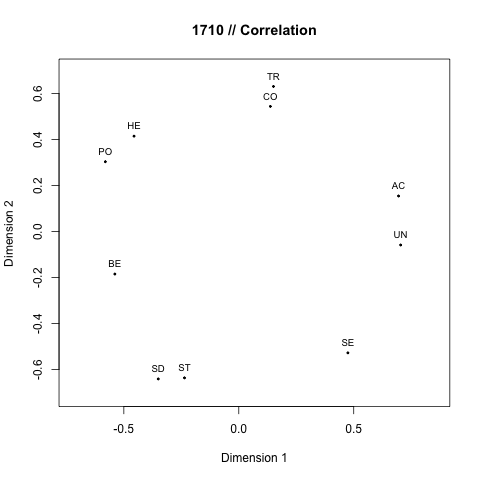 1710 // Correlation
TR
CO
HE
PO
AC
UN
BE
SE
SD ST
Dimension 2
0.6
0.4
0.2
0.0
-0.2
-0.4
-0.6
-0.5 0.0 0.5
Dimension 1